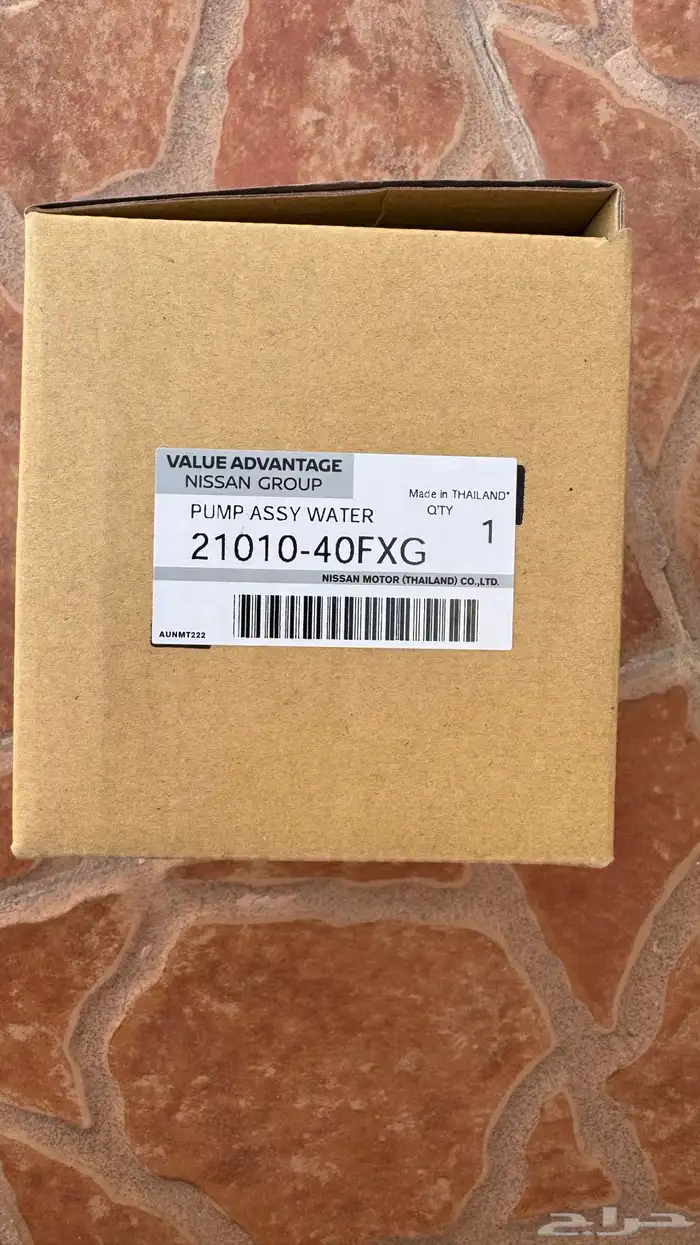 VALUE ADVANTAGE
NISSAN GROUP
Made in THAILAND*
PUMP ASSY WATER
Q'TY
1
21010-40FXG
NISSAN MOTOR (THAILAND) CO.,LTD.
AUNMT222
حراج